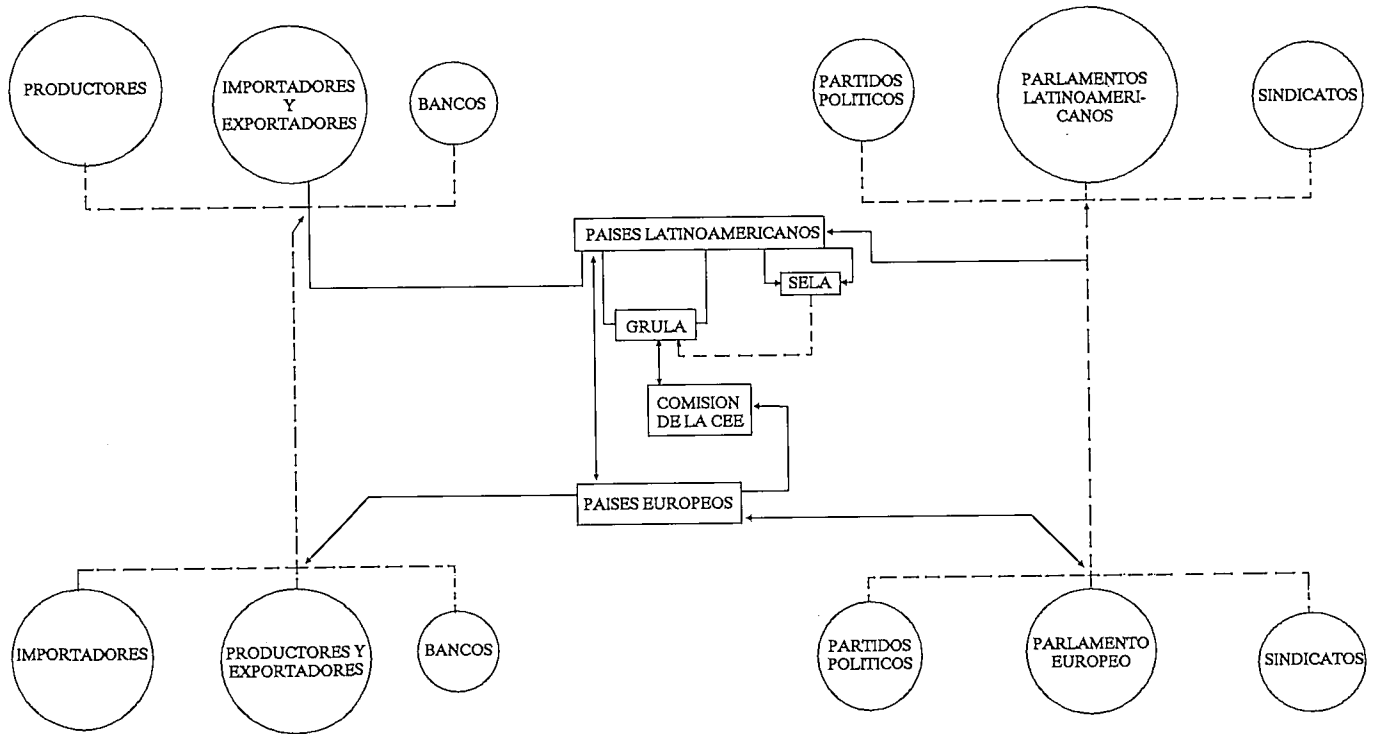 PRODUCTORES
IMPORTADORES
Y
EXPORTADORES
BANCOS
PARTIDOS
POLITICOS
PARLAMENTOS
LATINOAMERI-
CANOS
SINDICATOS
PAISES LATINOAMERICANOS
SELA
GRULA
COMISION
DE LA CEE
PAISES EUROPEOS
IMPORTADORES
PRODUCTORES Y
EXPORTADORES
BANCOS
PARTIDOS
POLITICOS
PARLAMENTO
EUROPEO
SINDICATOS